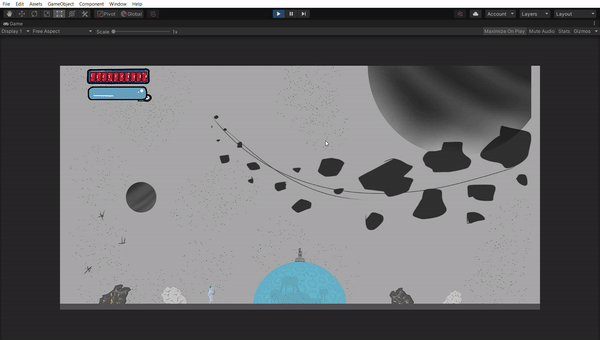 File Edit Assets GameObject Component Window Help
Pivot Global Account Layers Layout
Game
Display 1 Free Aspect Scale 1x Maximize On Play Mute Audio Stats Gizmos